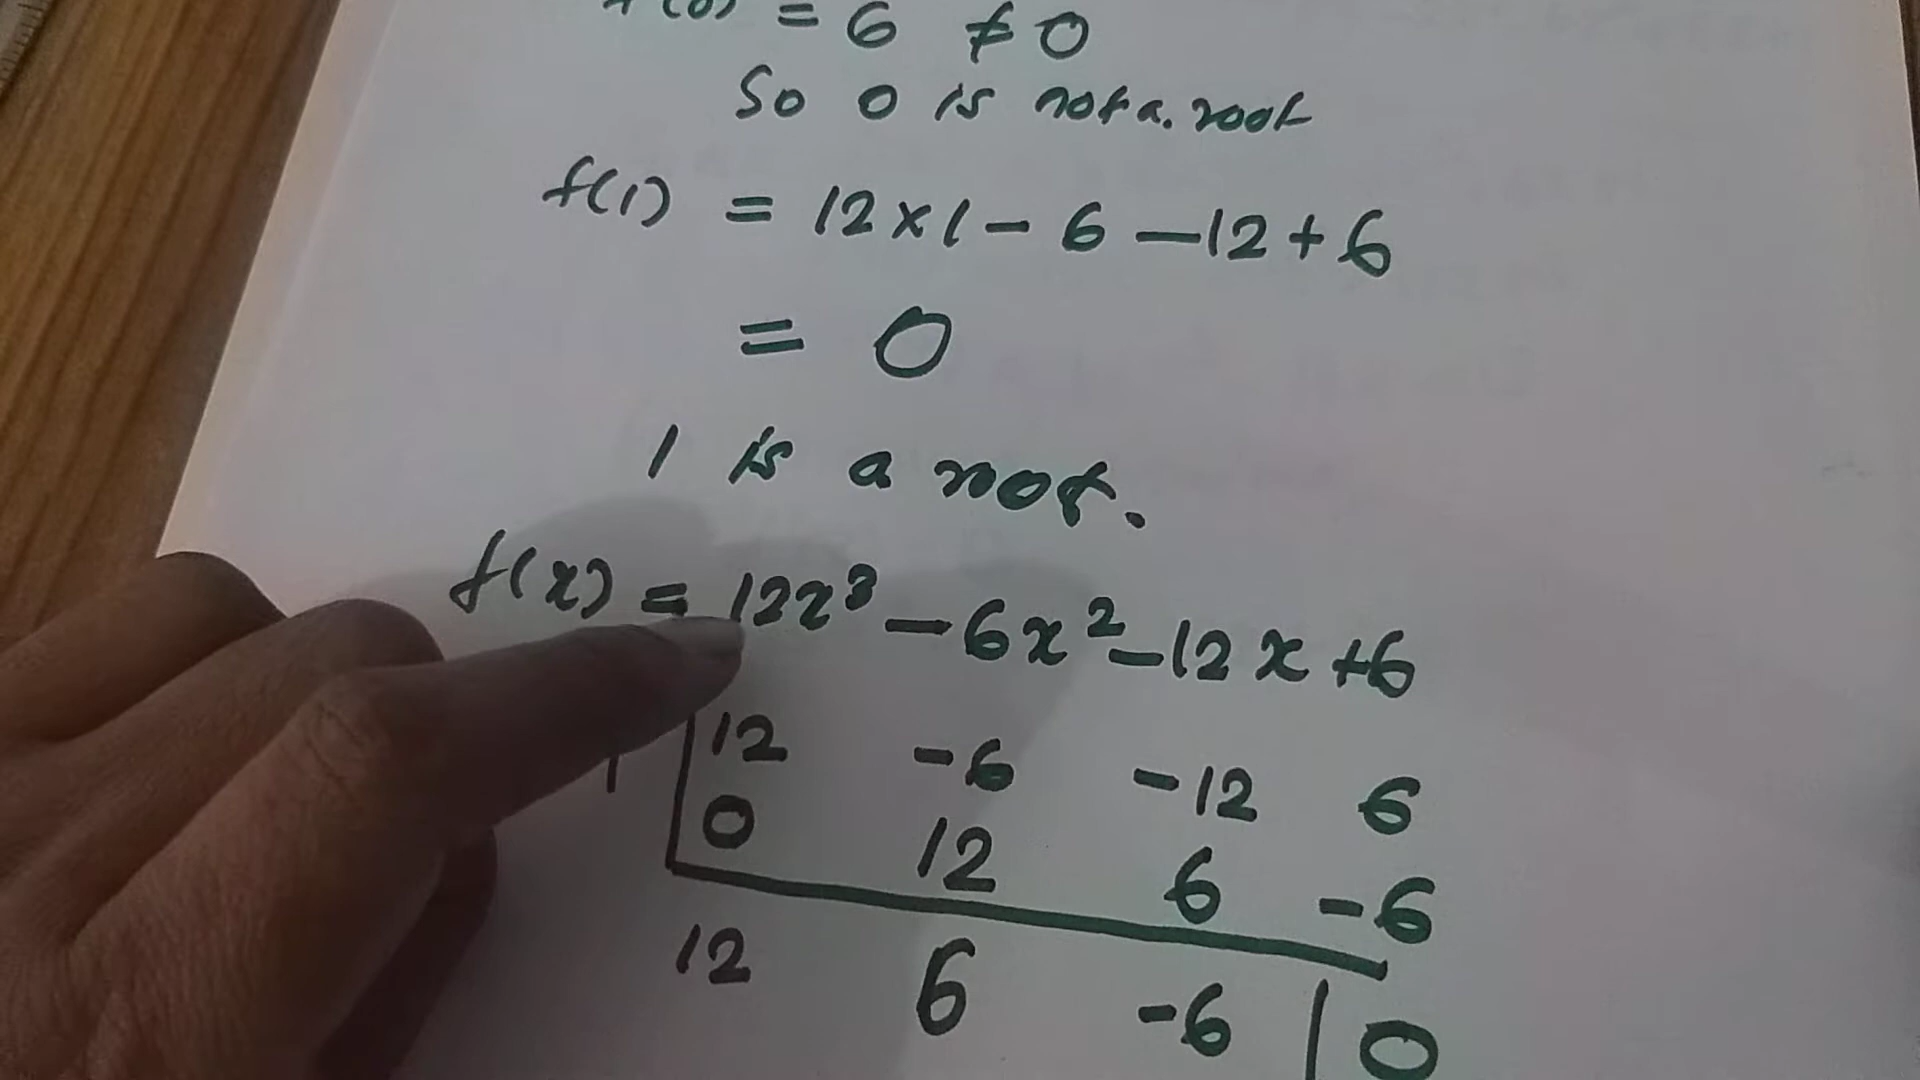 f(0) = 6 ≠ 0
So 0 is not a. root
f(1) = 12×1 - 6 - 12 + 6
= 0
1 is a root.
f(x) = 12x³ - 6x² - 12x + 6
1 | 12 -6 -12 6
0 12 6 -6
12 6 -6 | 0